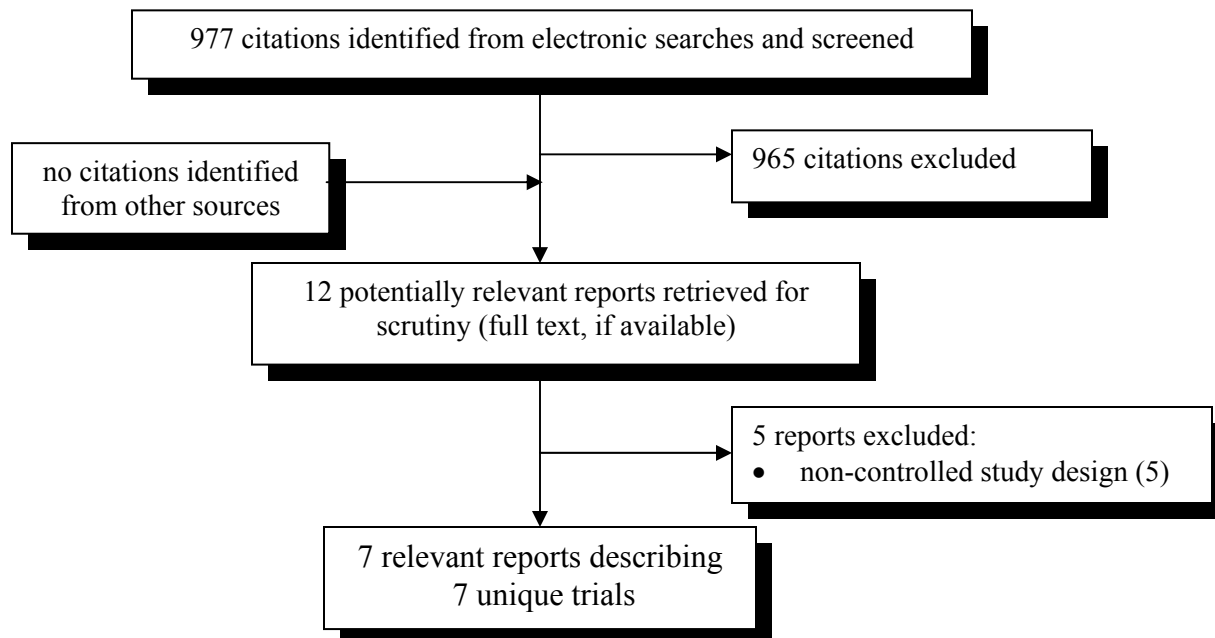 977 citations identified from electronic searches and screened
no citations identified
from other sources
965 citations excluded
12 potentially relevant reports retrieved for
scrutiny (full text, if available)
5 reports excluded:
• non-controlled study design (5)
7 relevant reports describing
7 unique trials